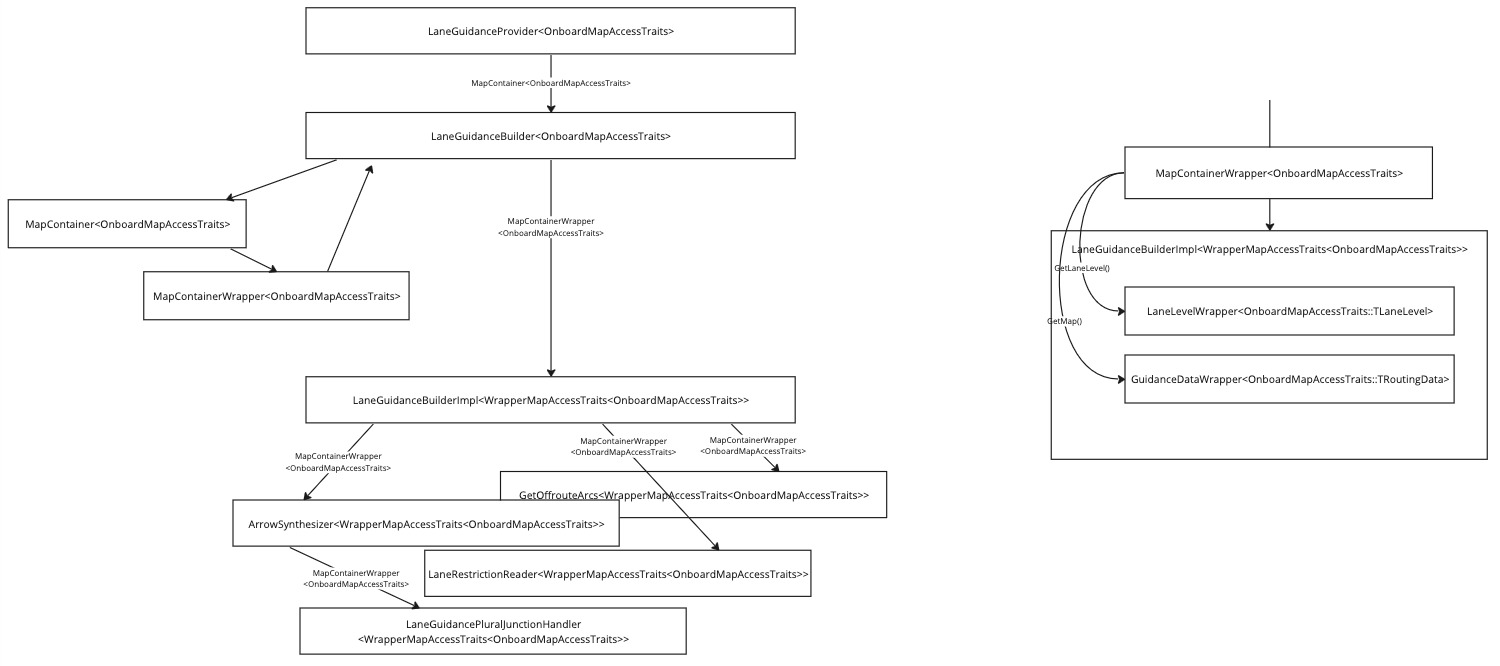 LaneGuidanceProvider<OnboardMapAccessTraits>
MapContainer<OnboardMapAccessTraits>
LaneGuidanceBuilder<OnboardMapAccessTraits>
MapContainer<OnboardMapAccessTraits>
MapContainerWrapper<OnboardMapAccessTraits>
MapContainerWrapper
<OnboardMapAccessTraits>
LaneGuidanceBuilderImpl<WrapperMapAccessTraits<OnboardMapAccessTraits>>
MapContainerWrapper
<OnboardMapAccessTraits>
MapContainerWrapper
<OnboardMapAccessTraits>
MapContainerWrapper
<OnboardMapAccessTraits>
GetOffrouteArcs<WrapperMapAccessTraits<OnboardMapAccessTraits>>
ArrowSynthesizer<WrapperMapAccessTraits<OnboardMapAccessTraits>>
MapContainerWrapper
<OnboardMapAccessTraits>
LaneRestrictionReader<WrapperMapAccessTraits<OnboardMapAccessTraits>>
LaneGuidancePluralJunctionHandler
<WrapperMapAccessTraits<OnboardMapAccessTraits>>
MapContainerWrapper<OnboardMapAccessTraits>
LaneGuidanceBuilderImpl<WrapperMapAccessTraits<OnboardMapAccessTraits>>
GetLaneLevel()
LaneLevelWrapper<OnboardMapAccessTraits::TLaneLevel>
GetMap()
GuidanceDataWrapper<OnboardMapAccessTraits::TRoutingData>